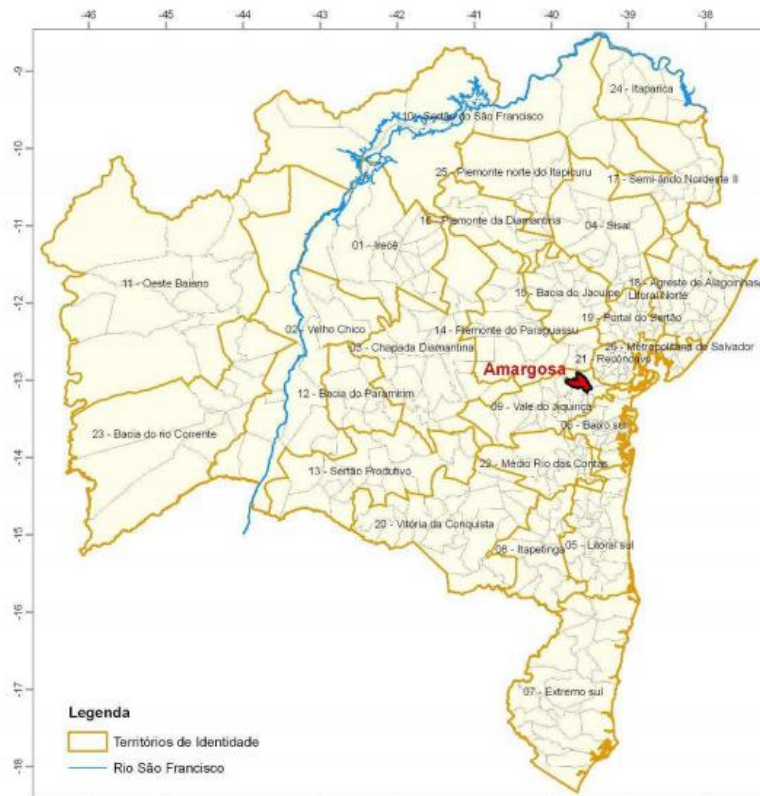 -46 -45 -44 -43 -42 -41 -40 -39 -38
-9
-10
-11
-12
-13
-14
-15
-16
-17
-18
24 - Itaparica
10 - Sertão do São Francisco
25 - Piemonte norte do Itapicuru
17 - Semi-árido Nordeste II
16 - Piemonte da Diamantina
04 - Sisal
01 - Irecê
11 - Oeste Baiano
15 - Bacia do Jacuípe
18 - Agreste de Alagoinhas
Litoral Norte
19 - Portal do Sertão
02 - Velho Chico
14 - Piemonte do Paraguassu
03 - Chapada Diamantina
26 - Metropolitana de Salvador
21 - Recôncavo
Amargosa
12 - Bacia do Paramirim
09 - Vale do Jiquiriçá
06 - Baixo sul
23 - Bacia do rio Corrente
13 - Sertão Produtivo
22 - Médio Rio das Contas
20 - Vitória da Conquista
08 - Itapetinga
05 - Litoral sul
07 - Extremo sul
Legenda
Territórios de Identidade
Rio São Francisco